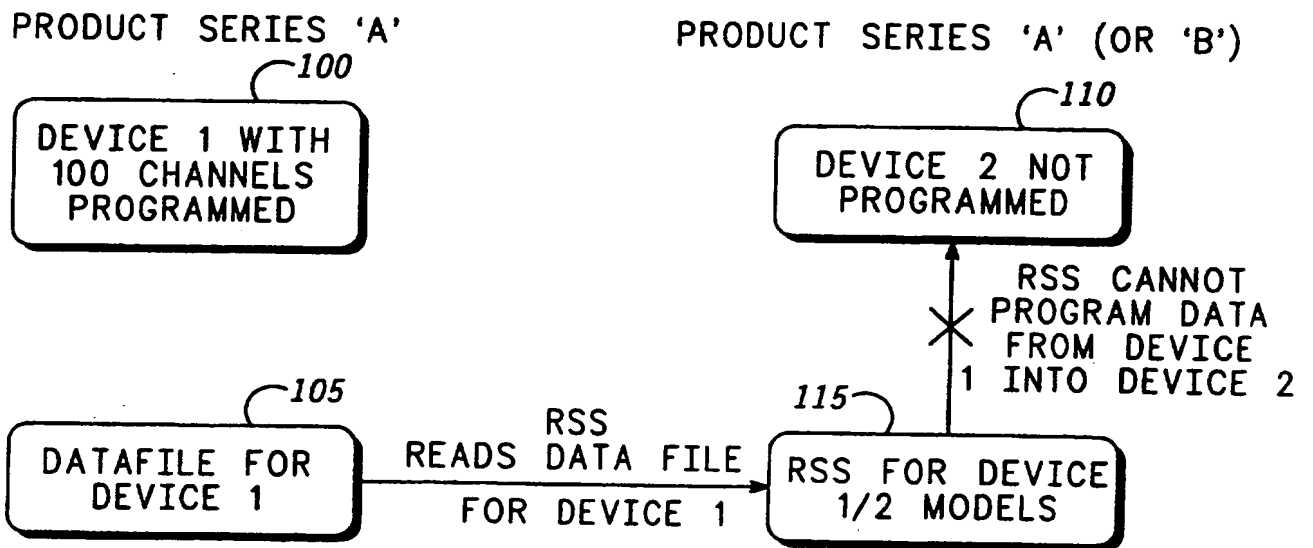 PRODUCT SERIES ‘A’
100
DEVICE 1 WITH
100 CHANNELS
PROGRAMMED
PRODUCT SERIES ‘A’ (OR ‘B’)
110
DEVICE 2 NOT
PROGRAMMED
RSS CANNOT
PROGRAM DATA
FROM DEVICE
1 INTO DEVICE 2
105
DATAFILE FOR
DEVICE 1
RSS
READS DATA FILE
FOR DEVICE 1
115
RSS FOR DEVICE
1/2 MODELS